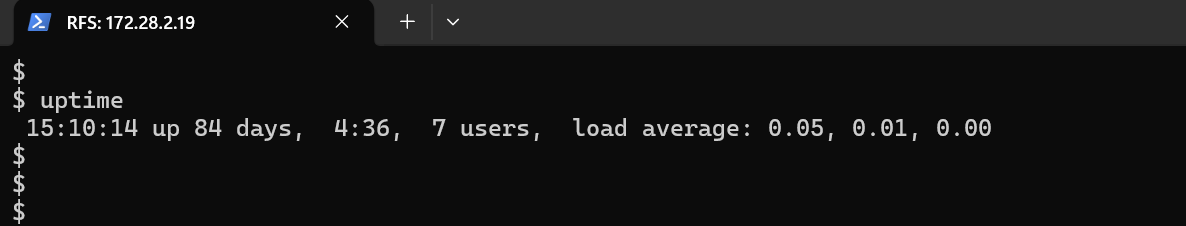 RFS: 172.28.2.19
$
$ uptime
 15:10:14 up 84 days,  4:36,  7 users,  load average: 0.05, 0.01, 0.00
$
$
$